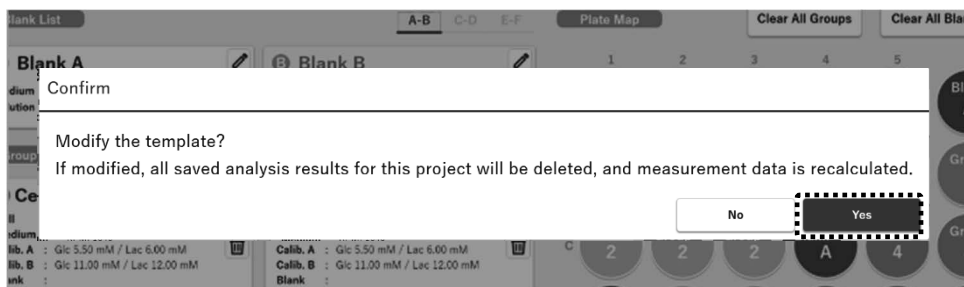 Blank List
A-B C-D E-F
Plate Map
Clear All Groups
Clear All
Blank A
B Blank B
1 2 3 4 5
Confirm
Modify the template?
If modified, all saved analysis results for this project will be deleted, and measurement data is recalculated.
No
Yes
Calib. A : Glc 5.50 mM / Lac 6.00 mM
Calib. B : Glc 11.00 mM / Lac 12.00 mM
Calib. A : Glc 5.50 mM / Lac 6.00 mM
Calib. B : Glc 11.00 mM / Lac 12.00 mM
Blank :
C 2 2 2 A 4